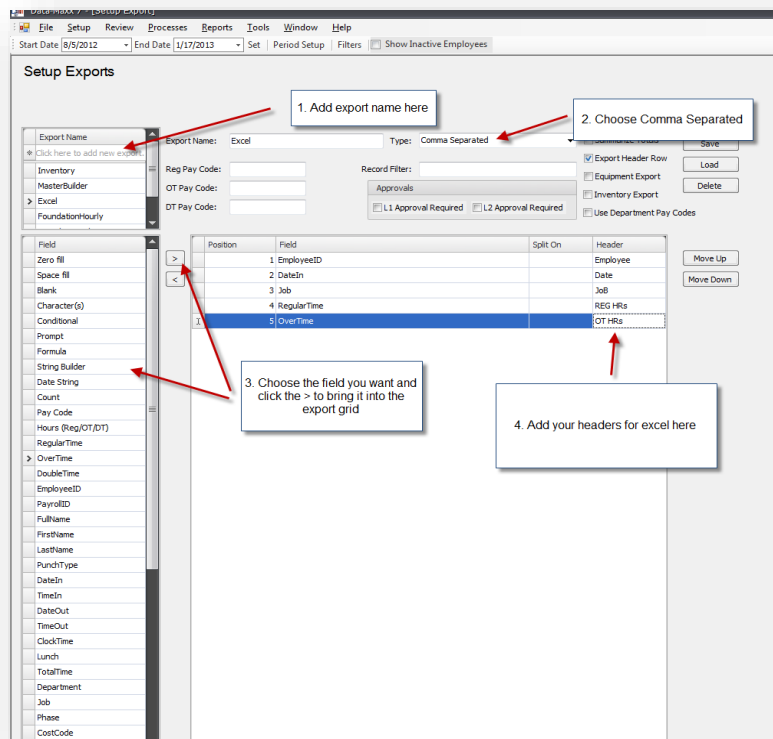 Data-Maxx 7 - [Setup Export]
File Setup Review Processes Reports Tools Window Help
Start Date 8/5/2012 End Date 1/17/2013 Set Period Setup Filters Show Inactive Employees
Setup Exports
1. Add export name here
2. Choose Comma Separated
Export Name
Click here to add new export...
Inventory
MasterBuilder
Excel
FoundationHourly
Export Name: Excel
Type: Comma Separated
Summarize Totals
Save
Reg Pay Code:
Record Filter:
Export Header Row
Load
Equipment Export
OT Pay Code:
Approvals
Delete
Inventory Export
DT Pay Code:
L1 Approval Required L2 Approval Required
Use Department Pay Codes
Field
Zero fill
Space fill
Blank
Character(s)
Conditional
Prompt
Formula
String Builder
Date String
Count
Pay Code
Hours (Reg/OT/DT)
RegularTime
OverTime
DoubleTime
EmployeeID
PayrollID
FullName
FirstName
LastName
PunchType
DateIn
TimeIn
DateOut
TimeOut
ClockTime
Lunch
TotalTime
Department
Job
Phase
CostCode
>
<
Position Field Split On Header
1 EmployeeID Employee
2 DateIn Date
3 Job JoB
4 RegularTime REG HRs
5 OverTime OT HRs
Move Up
Move Down
3. Choose the field you want and
click the > to bring it into the
export grid
4. Add your headers for excel here